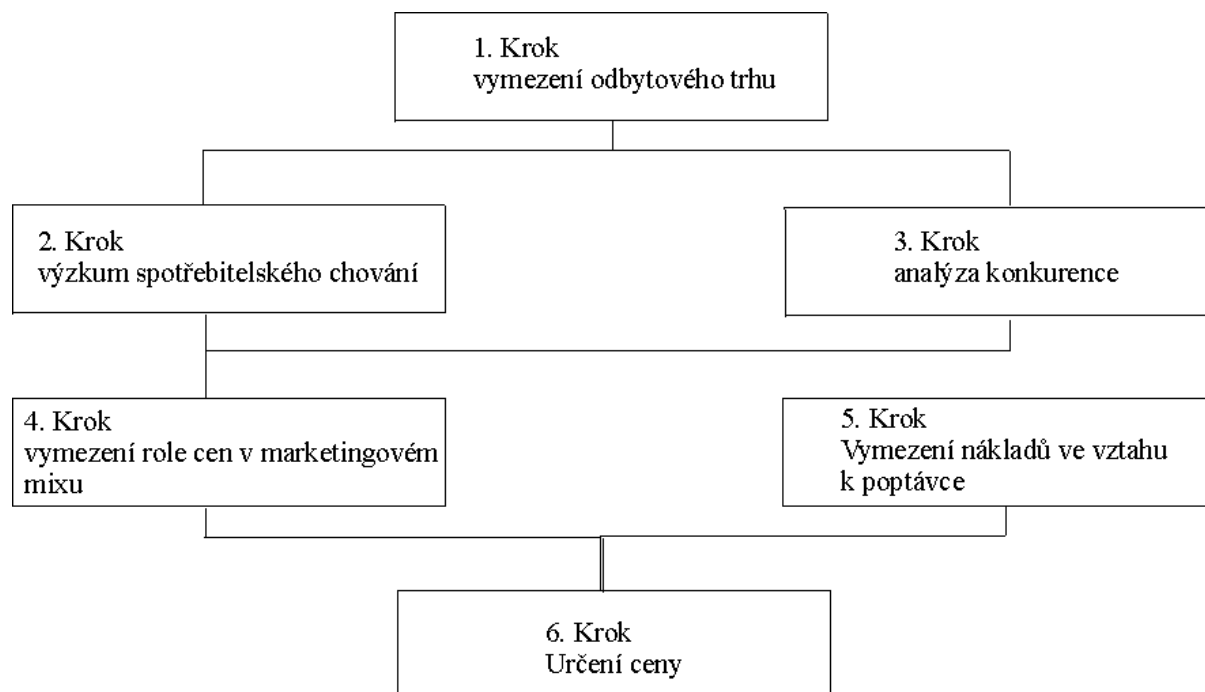 1. Krok
vymezení odbytového trhu
2. Krok
výzkum spotřebitelského chování
3. Krok
analýza konkurence
4. Krok
vymezení role cen v marketingovém
mixu
5. Krok
Vymezení nákladů ve vztahu
k poptávce
6. Krok
Určení ceny